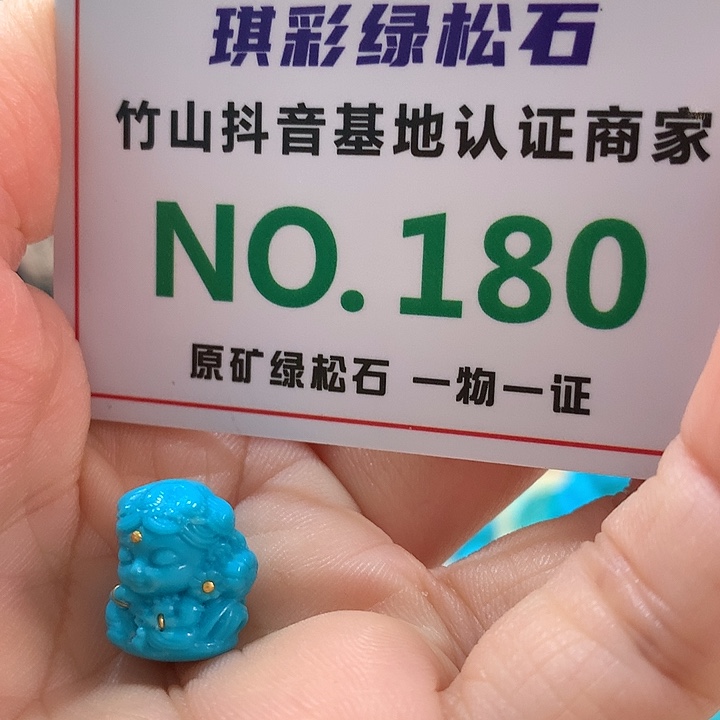 琪彩绿松石
竹山抖音基地认证商家
NO.180
原矿绿松石 一物一证